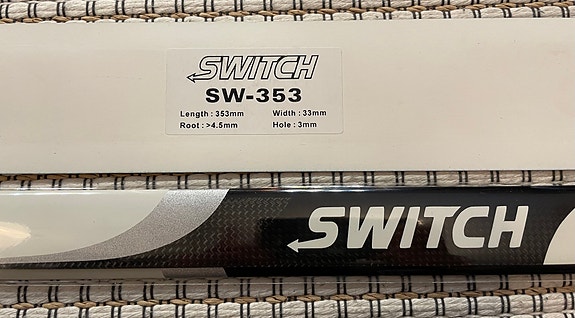 SWITCH
SW-353
Length : 353mm Width : 33mm
Root : >4.5mm Hole : 3mm
SWITCH